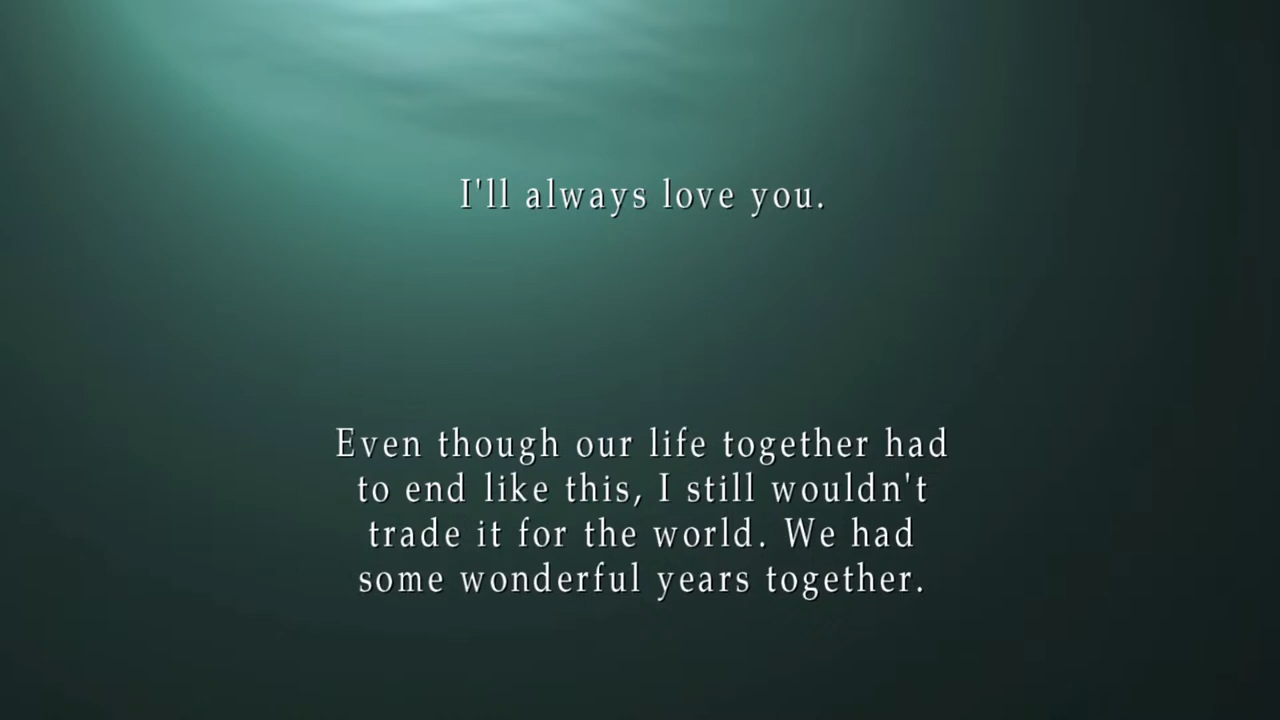 I'll always love you.
Even though our life together had
to end like this, I still wouldn't
trade it for the world. We had
some wonderful years together.